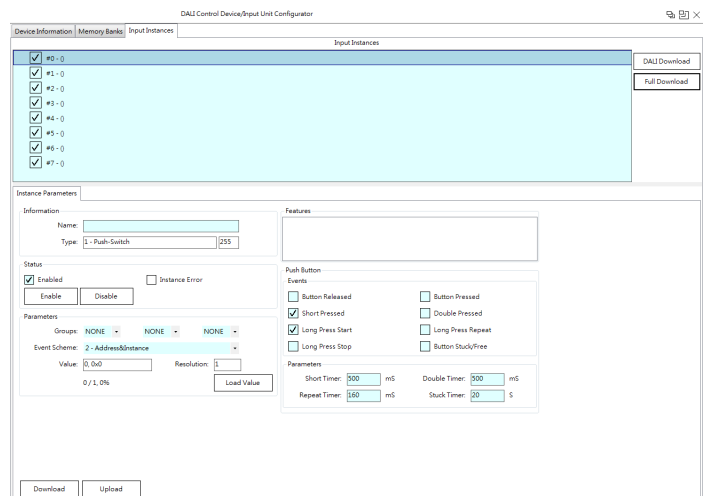 DALI Control Device/Input Unit Configurator
Device Information Memory Banks Input Instances
Input Instances
#0 - ()
#1 - ()
#2 - ()
#3 - ()
#4 - ()
#5 - ()
#6 - ()
#7 - ()
DALI Download
Full Download
Instance Parameters
Information
Name:
Type: 1 - Push-Switch 255
Status
Enabled Instance Error
Enable Disable
Parameters
Groups: NONE NONE NONE
Event Scheme: 2 - Address&Instance
Value: 0, 0x0 Resolution: 1
0 / 1, 0% Load Value
Features
Push Button
Events
Button Released Button Pressed
Short Pressed Double Pressed
Long Press Start Long Press Repeat
Long Press Stop Button Stuck/Free
Parameters
Short Timer: 500 mS Double Timer: 500 mS
Repeat Timer: 160 mS Stuck Timer: 20 S
Download Upload